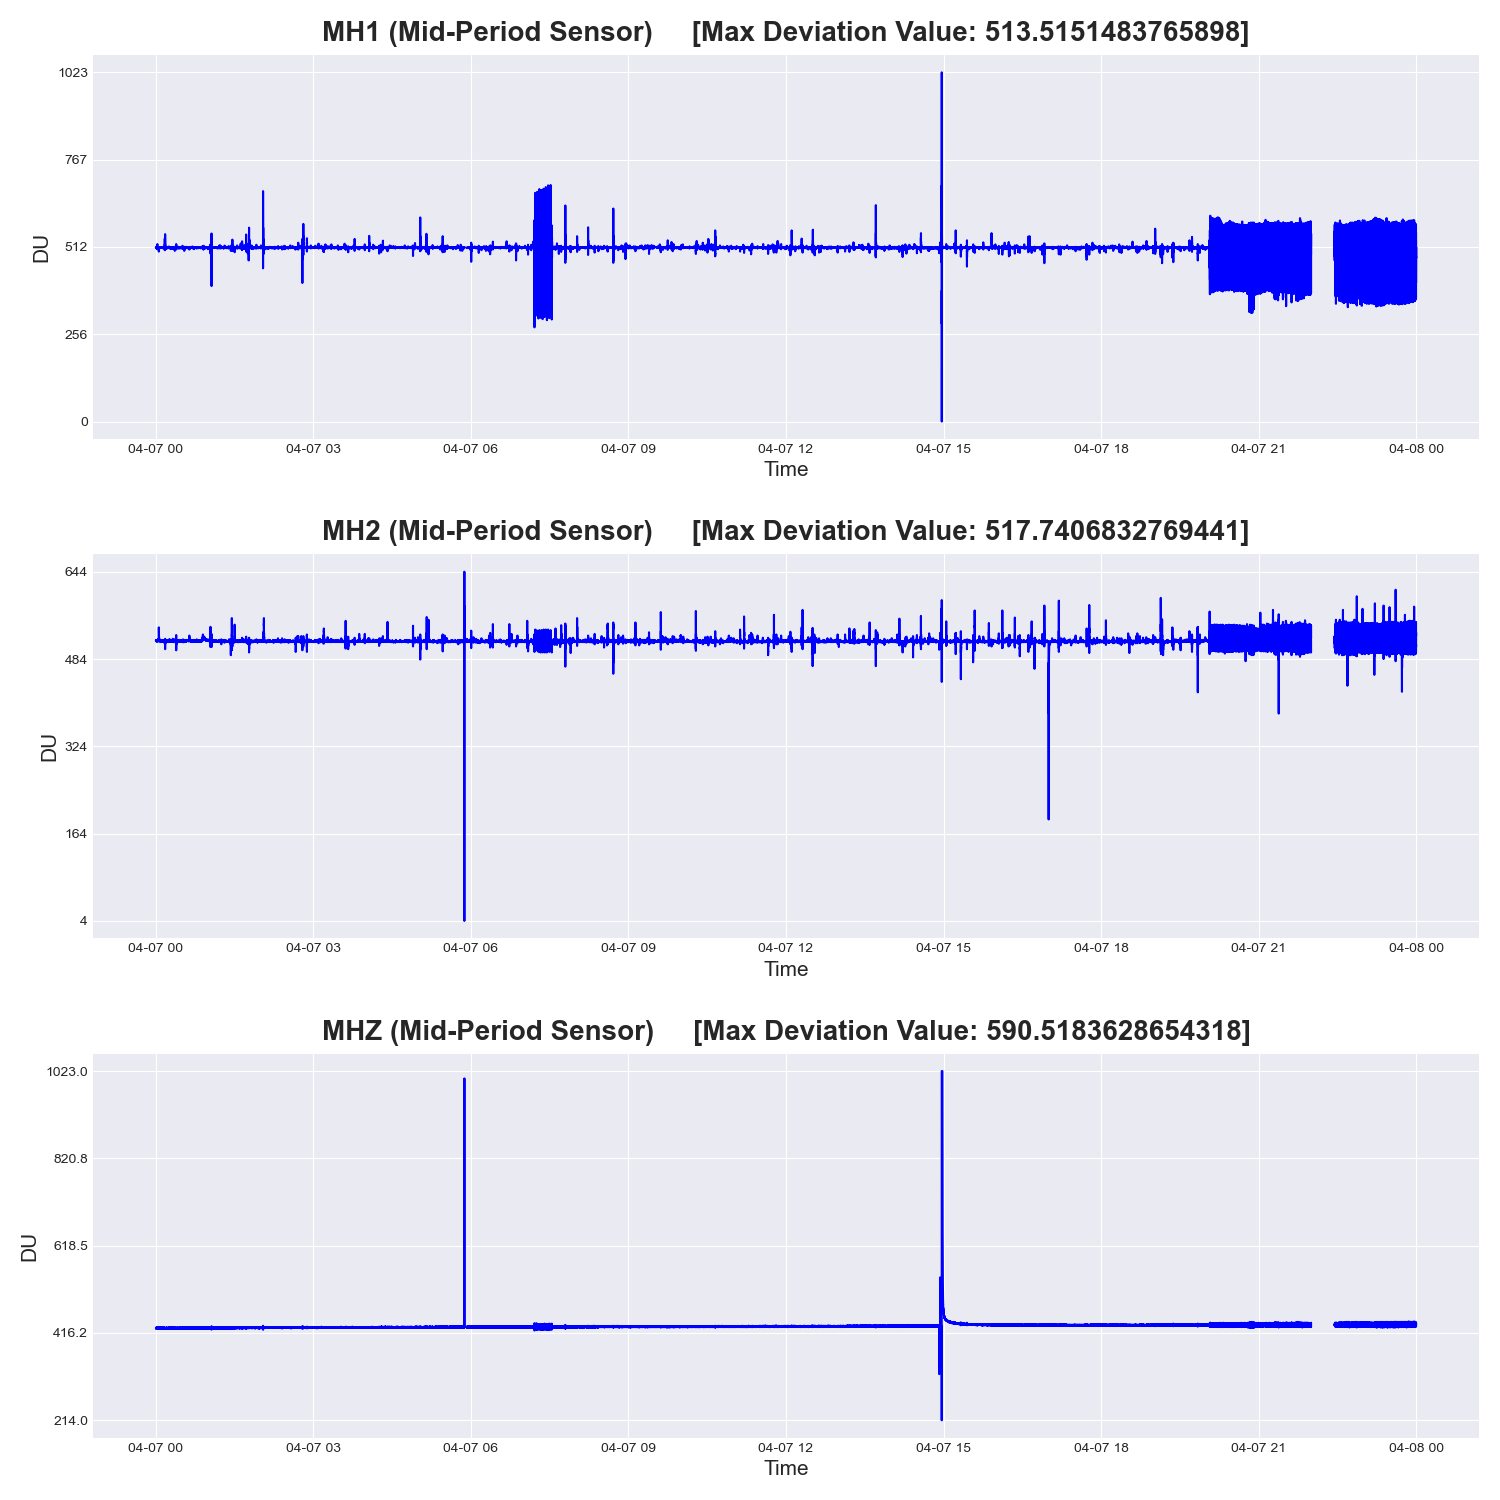 MH1 (Mid-Period Sensor) [Max Deviation Value: 513.5151483765898]
1023
767
512
256
0
DU
04-07 00 04-07 03 04-07 06 04-07 09 04-07 12 04-07 15 04-07 18 04-07 21 04-08 00
Time
MH2 (Mid-Period Sensor) [Max Deviation Value: 517.7406832769441]
644
484
324
164
4
DU
04-07 00 04-07 03 04-07 06 04-07 09 04-07 12 04-07 15 04-07 18 04-07 21 04-08 00
Time
MHZ (Mid-Period Sensor) [Max Deviation Value: 590.5183628654318]
1023.0
820.8
618.5
416.2
214.0
DU
04-07 00 04-07 03 04-07 06 04-07 09 04-07 12 04-07 15 04-07 18 04-07 21 04-08 00
Time